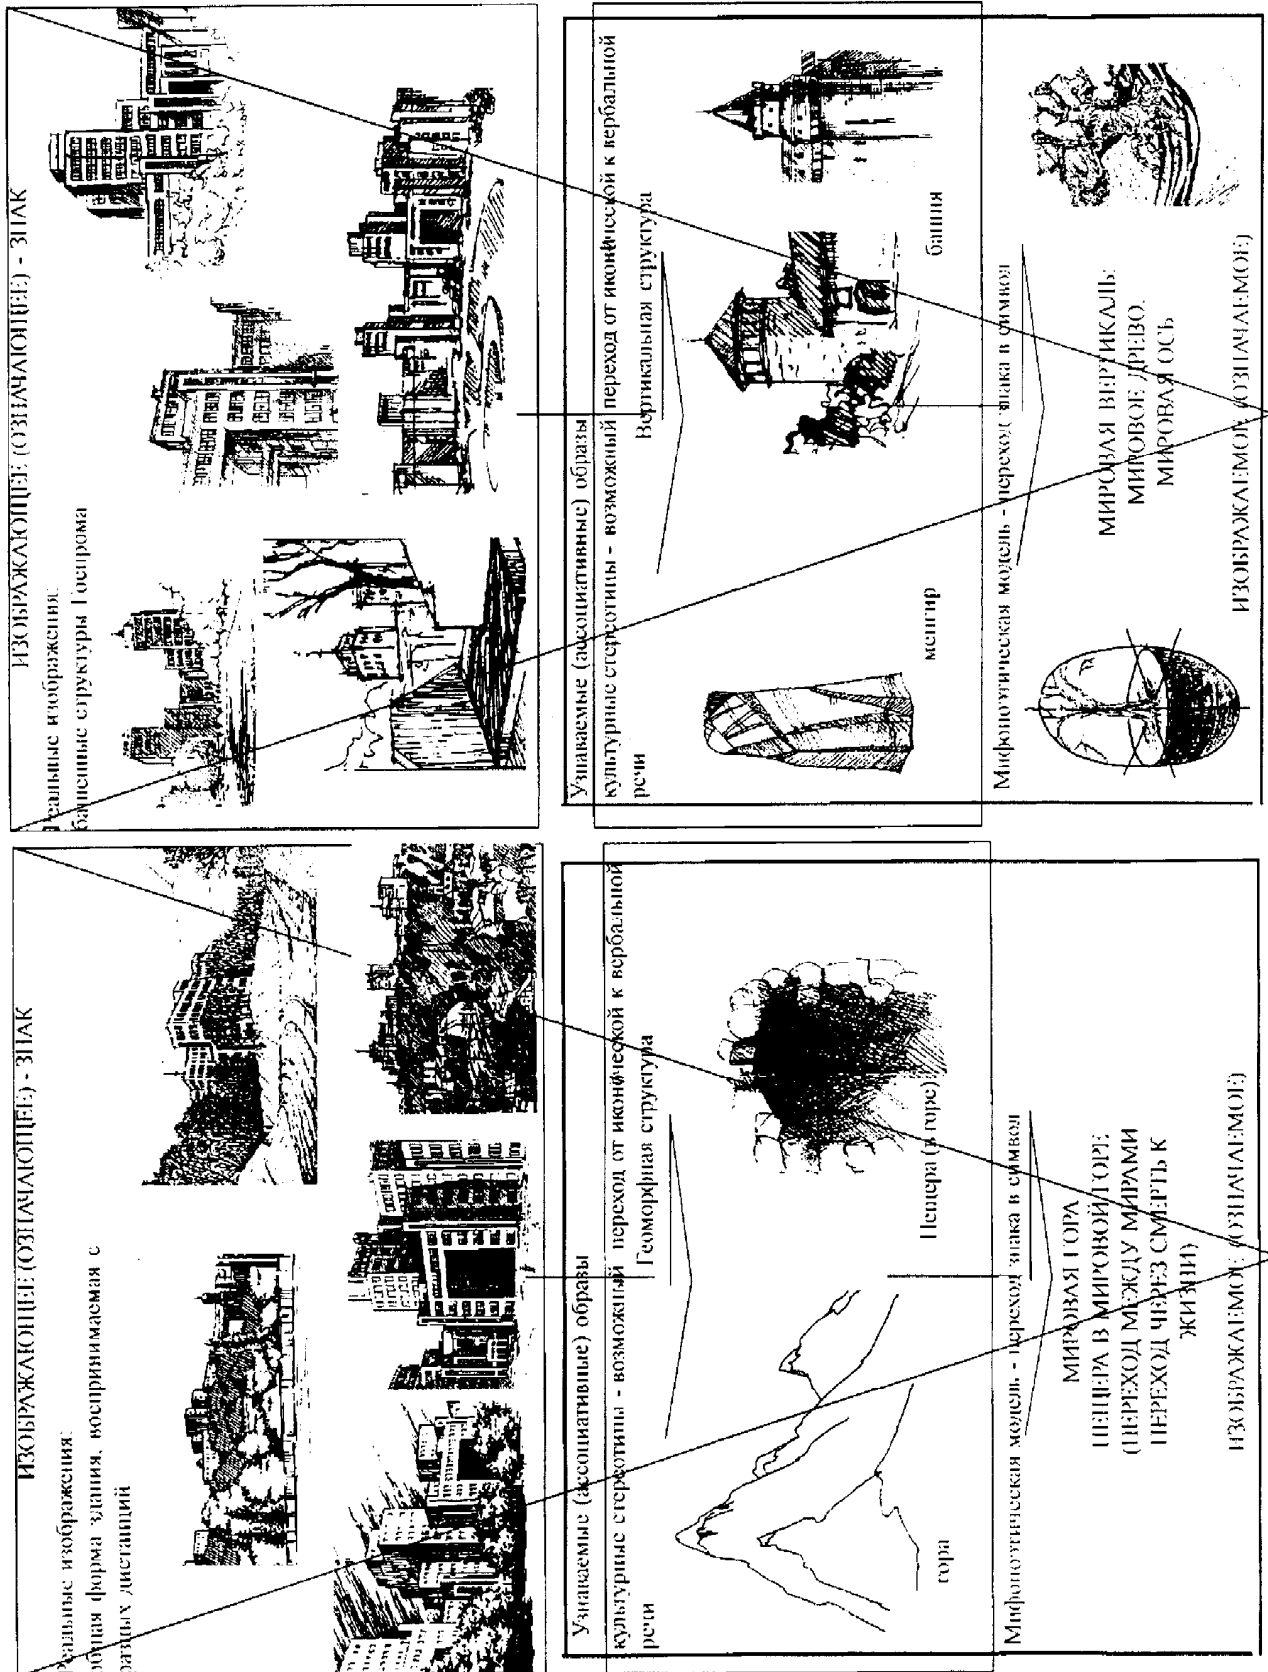 ИЗОБРАЖАЮЩЕЕ (ОЗНАЧАЮЩЕЕ) - ЗНАК
Реальные изображения:
форма здания, воспринимаемая с
разных дистанций
Узнаваемые (ассоциативные) образы
культурные стереотипы - возможный переход от иконической к вербальной
речи
Геоморфная структура
гора
Пещера (в горе)
Мифопоэтическая модель - переход знака в символ
МИРОВАЯ ГОРА
ПЕЩЕРА В МИРОВОЙ ГОРЕ
(ПЕРЕХОД МЕЖДУ МИРАМИ
ПЕРЕХОД ЧЕРЕЗ СМЕРТЬ К
ЖИЗНИ)
ИЗОБРАЖАЕМОЕ (ОЗНАЧАЕМОЕ)
ИЗОБРАЖАЮЩЕЕ (ОЗНАЧАЮЩЕЕ) - ЗНАК
Реальные изображения:
башенные структуры Госпрома
Узнаваемые (ассоциативные) образы
культурные стереотипы - возможный переход от иконической к вербальной
речи
Вертикальная структура
менгир
башня
Мифопоэтическая модель - переход знака в символ
МИРОВАЯ ВЕРТИКАЛЬ:
МИРОВОЕ ДРЕВО,
МИРОВАЯ ОСЬ
ИЗОБРАЖАЕМОЕ (ОЗНАЧАЕМОЕ)